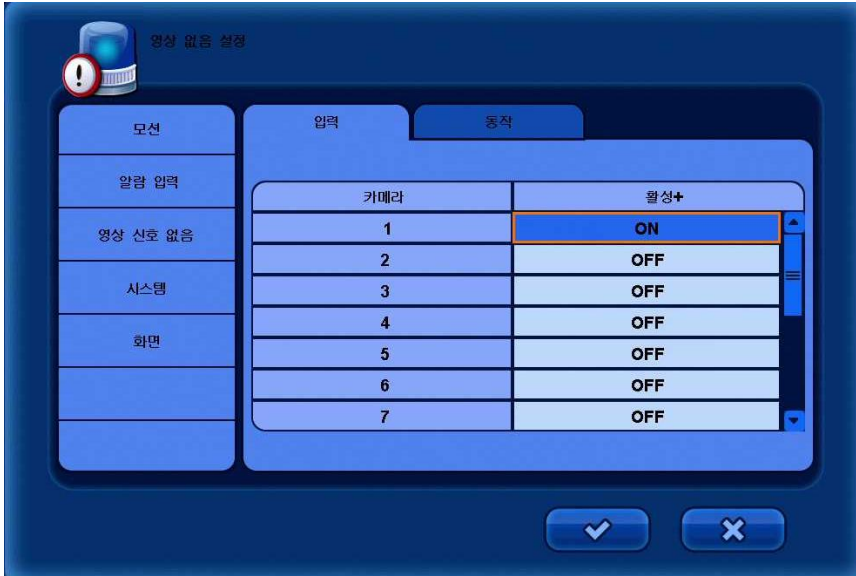 영상 없음 설정
모션
알람 입력
영상 신호 없음
시스템
화면
입력 동작
카메라 활성+
1 ON
2 OFF
3 OFF
4 OFF
5 OFF
6 OFF
7 OFF